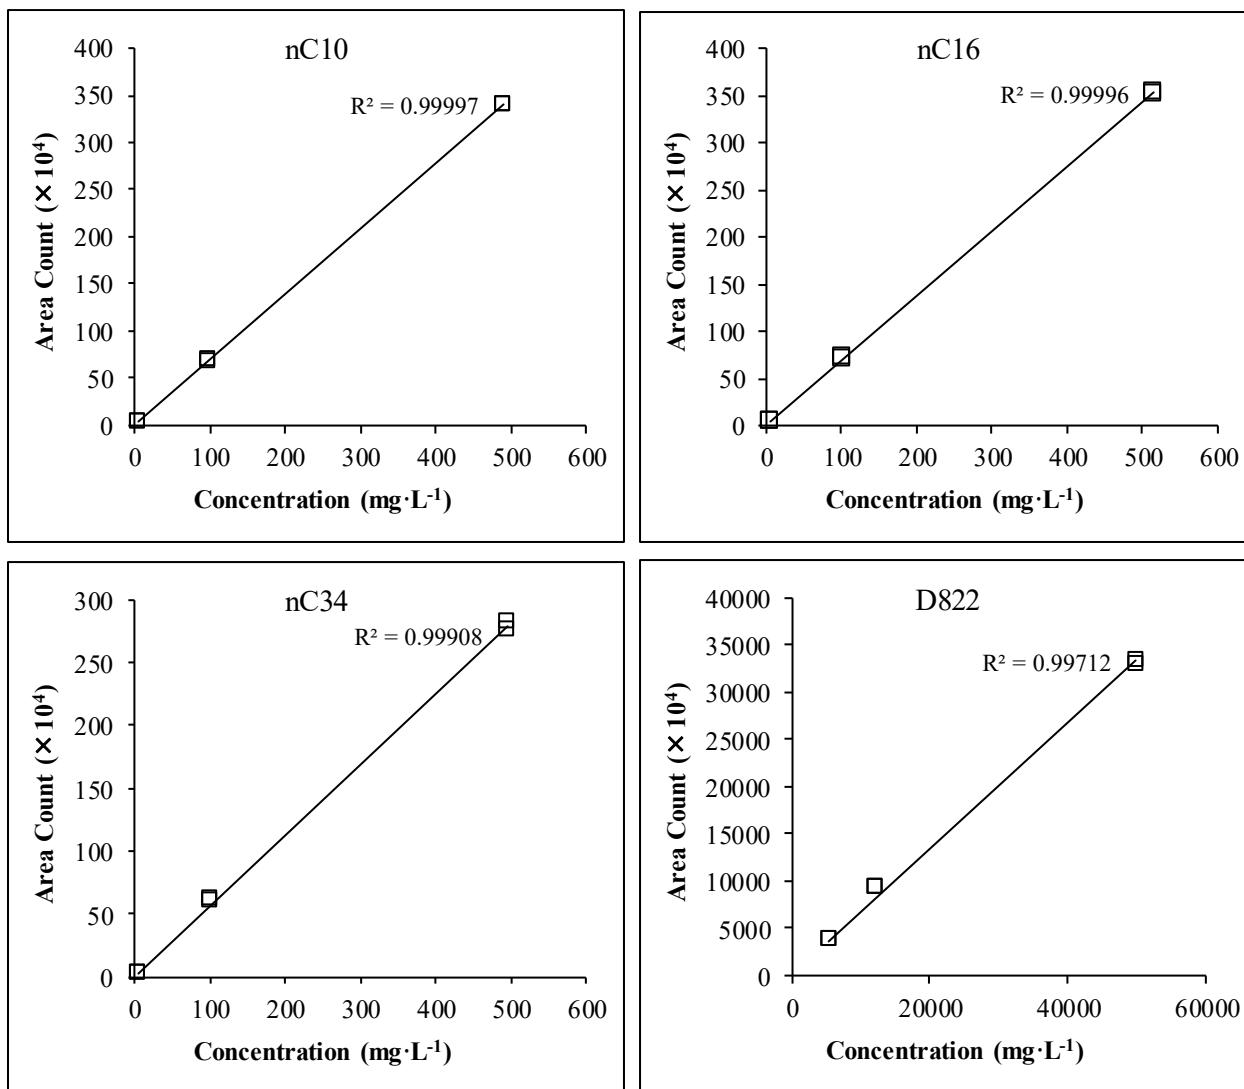 nC10
R² = 0.99997
Area Count (×10⁴)
400
350
300
250
200
150
100
50
0
0 100 200 300 400 500 600
Concentration (mg·L⁻¹)
nC16
R² = 0.99996
Area Count (×10⁴)
400
350
300
250
200
150
100
50
0
0 100 200 300 400 500 600
Concentration (mg·L⁻¹)
nC34
R² = 0.99908
Area Count (×10⁴)
300
250
200
150
100
50
0
0 100 200 300 400 500 600
Concentration (mg·L⁻¹)
D822
R² = 0.99712
Area Count (×10⁴)
40000
35000
30000
25000
20000
15000
10000
5000
0
0 20000 40000 60000
Concentration (mg·L⁻¹)